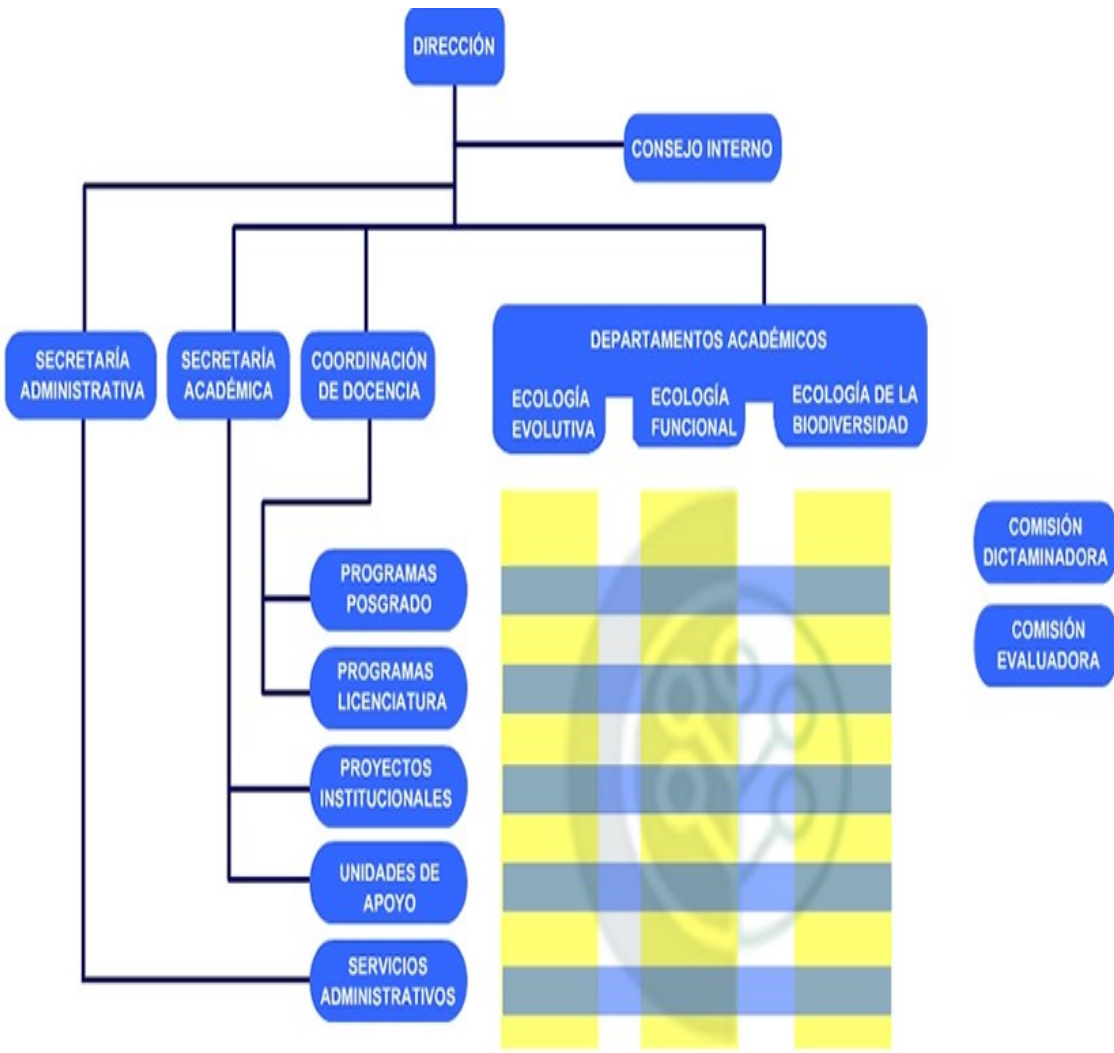 DIRECCIÓN
CONSEJO INTERNO
SECRETARÍA
ADMINISTRATIVA
SECRETARÍA
ACADÉMICA
COORDINACIÓN
DE DOCENCIA
DEPARTAMENTOS ACADÉMICOS
ECOLOGÍA
EVOLUTIVA
ECOLOGÍA
FUNCIONAL
ECOLOGÍA DE LA
BIODIVERSIDAD
PROGRAMAS
POSGRADO
PROGRAMAS
LICENCIATURA
PROYECTOS
INSTITUCIONALES
UNIDADES DE
APOYO
SERVICIOS
ADMINISTRATIVOS
COMISIÓN
DICTAMINADORA
COMISIÓN
EVALUADORA